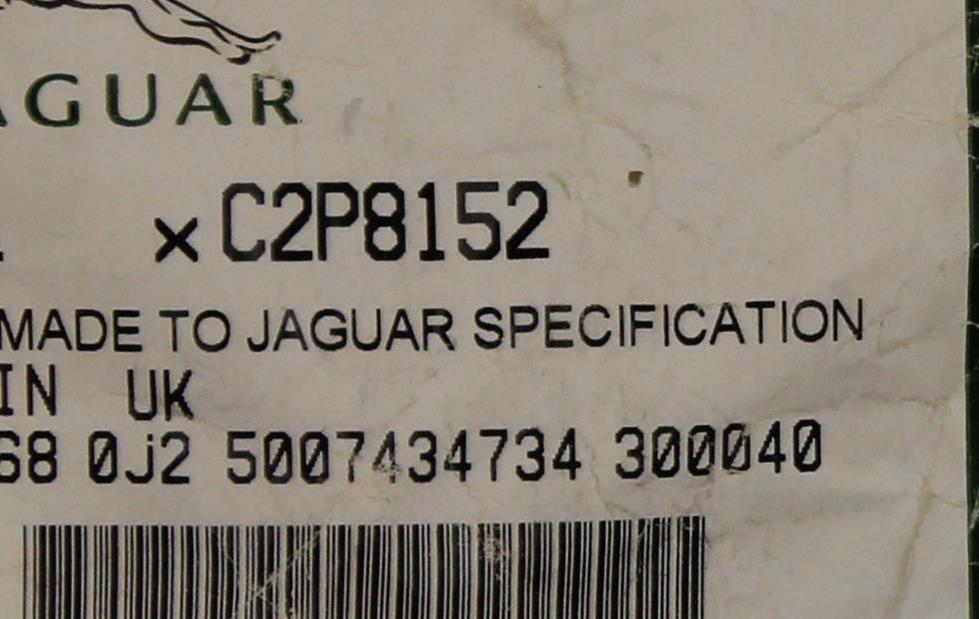 AGUAR
x C2P8152
MADE TO JAGUAR SPECIFICATION
IN UK
68 0J2 5007434734 300040